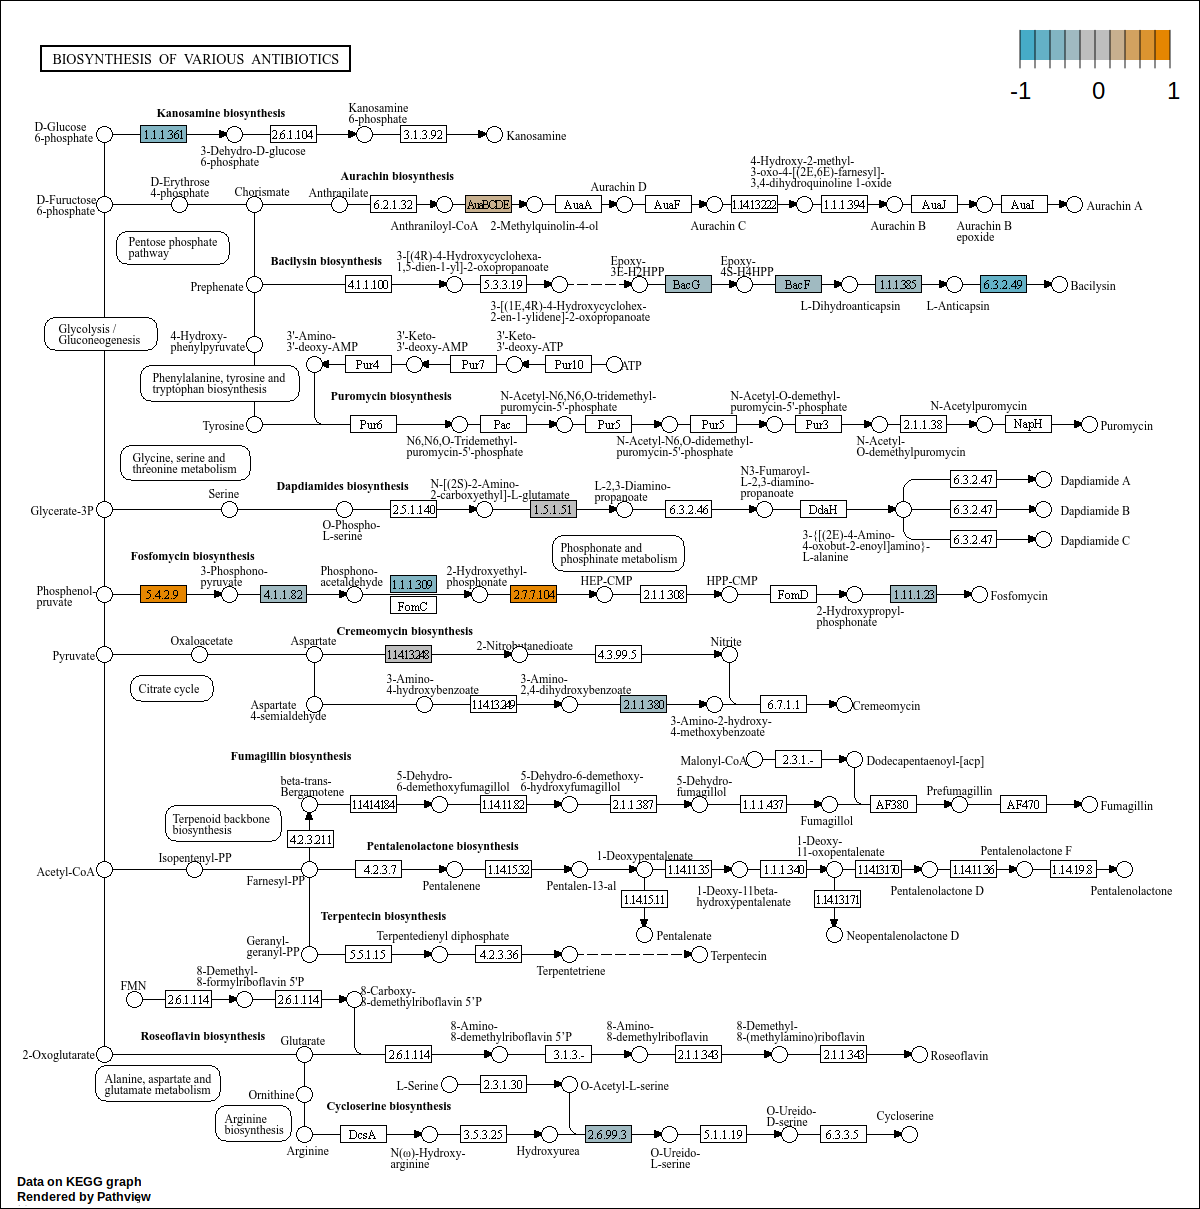 BIOSYNTHESIS OF VARIOUS ANTIBIOTICS
-1 0 1
Kanosamine biosynthesis
D-Glucose
6-phosphate
1.1.1.361
3-Dehydro-D-glucose
6-phosphate
2.6.1.104
Kanosamine
6-phosphate
3.1.3.92
Kanosamine
Aurachin biosynthesis
D-Fructose
6-phosphate
D-Erythrose
4-phosphate
Chorismate
Anthranilate
6.2.1.32
Anthraniloyl-CoA
AuaBCDE
2-Methylquinolin-4-ol
AuaA
Aurachin D
AuaF
Aurachin C
4-Hydroxy-2-methyl-
3-oxo-4-[(2E,6E)-farnesyl]-
3,4-dihydroquinoline 1-oxide
1.14.13.222
1.1.1.394
Aurachin B
AuaJ
Aurachin B
epoxide
AuaI
Aurachin A
Pentose phosphate
pathway
Bacilysin biosynthesis
Prephenate
4.1.1.100
3-[(4R)-4-Hydroxycyclohexa-
1,5-dien-1-yl]-2-oxopropanoate
5.3.3.19
3-[(1E,4R)-4-Hydroxycyclohex-
2-en-1-ylidene]-2-oxopropanoate
Epoxy-
3E-H2HPP
BacG
Epoxy-
4S-H4HPP
BacF
L-Dihydroanticapsin
1.1.1.385
L-Anticapsin
6.3.2.49
Bacilysin
Glycolysis /
Gluconeogenesis
4-Hydroxy-
phenylpyruvate
3'-Amino-
3'-deoxy-AMP
Pur4
3'-Keto-
3'-deoxy-AMP
Pur7
3'-Keto-
3'-deoxy-ATP
Pur10
ATP
Phenylalanine, tyrosine and
tryptophan biosynthesis
Puromycin biosynthesis
Tyrosine
Pur6
N6,N6,O-Tridemethyl-
puromycin-5'-phosphate
Pac
N-Acetyl-N6,N6,O-tridemethyl-
puromycin-5'-phosphate
Pur5
N-Acetyl-N6,O-didemethyl-
puromycin-5'-phosphate
Pur5
N-Acetyl-O-demethyl-
puromycin-5'-phosphate
Pur3
N-Acetyl-
O-demethylpuromycin
2.1.1.38
N-Acetylpuromycin
NapH
Puromycin
Glycine, serine and
threonine metabolism
Dapdiamides biosynthesis
Glycerate-3P
Serine
O-Phospho-
L-serine
2.5.1.140
N-[(2S)-2-Amino-
2-carboxyethyl]-L-glutamate
1.5.1.51
L-2,3-Diamino-
propanoate
6.3.2.46
N3-Fumaroyl-
L-2,3-diamino-
propanoate
DdaH
3-{[(2E)-4-Amino-
4-oxobut-2-enoyl]amino}-
L-alanine
6.3.2.47
Dapdiamide A
6.3.2.47
Dapdiamide B
6.3.2.47
Dapdiamide C
Fosfomycin biosynthesis
Phosphonate and
phosphinate metabolism
Phosphenol-
pruvate
5.4.2.9
3-Phosphono-
pyruvate
4.1.1.82
Phosphono-
acetaldehyde
1.1.1.309
FomC
2-Hydroxyethyl-
phosphonate
2.7.7.104
HEP-CMP
2.1.1.308
HPP-CMP
FomD
2-Hydroxypropyl-
phosphonate
1.11.1.23
Fosfomycin
Cremeomycin biosynthesis
Pyruvate
Oxaloacetate
Aspartate
1.14.13.248
2-Nitrobutanedioate
4.3.99.5
Nitrite
Citrate cycle
Aspartate
4-semialdehyde
3-Amino-
4-hydroxybenzoate
1.14.13.249
3-Amino-
2,4-dihydroxybenzoate
2.1.1.380
3-Amino-2-hydroxy-
4-methoxybenzoate
6.7.1.1
Cremeomycin
Fumagillin biosynthesis
Malonyl-CoA
2.3.1.-
Dodecapentaenoyl-[acp]
beta-trans-
Bergamotene
1.14.14.184
5-Dehydro-
6-demethoxyfumagillol
1.14.11.82
5-Dehydro-6-demethoxy-
6-hydroxyfumagillol
2.1.1.387
5-Dehydro-
fumagillol
1.1.1.437
Fumagillol
AF380
Prefumagillin
AF470
Fumagillin
Terpenoid backbone
biosynthesis
4.2.3.211
Pentalenolactone biosynthesis
Acetyl-CoA
Isopentenyl-PP
Farnesyl-PP
4.2.3.7
Pentalenene
1.14.15.32
Pentalen-13-al
1-Deoxypentalenate
1.14.11.35
1-Deoxy-11beta-
hydroxypentalenate
1.1.1.340
1-Deoxy-
11-oxopentalenate
1.14.13.170
Pentalenolactone D
1.14.11.36
Pentalenolactone F
1.14.19.8
Pentalenolactone
1.14.15.11
Pentalenate
1.14.13.171
Neopentalenolactone D
Terpentecin biosynthesis
Geranyl-
geranyl-PP
5.5.1.15
Terpentedienyl diphosphate
4.2.3.36
Terpentetriene
Terpentecin
FMN
2.6.1.114
8-Demethyl-
8-formylriboflavin 5'P
2.6.1.114
8-Carboxy-
8-demethylriboflavin 5'P
Roseoflavin biosynthesis
2-Oxoglutarate
Glutarate
2.6.1.114
8-Amino-
8-demethylriboflavin 5'P
3.1.3.-
8-Amino-
8-demethylriboflavin
2.1.1.343
8-Demethyl-
8-(methylamino)riboflavin
2.1.1.343
Roseoflavin
Alanine, aspartate and
glutamate metabolism
L-Serine
2.3.1.30
O-Acetyl-L-serine
Ornithine
Cycloserine biosynthesis
Arginine
biosynthesis
Arginine
DcsA
N(ω)-Hydroxy-
arginine
3.5.3.25
Hydroxyurea
2.6.99.3
O-Ureido-
L-serine
5.1.1.19
O-Ureido-
D-serine
6.3.3.5
Cycloserine
Data on KEGG graph
Rendered by Pathview